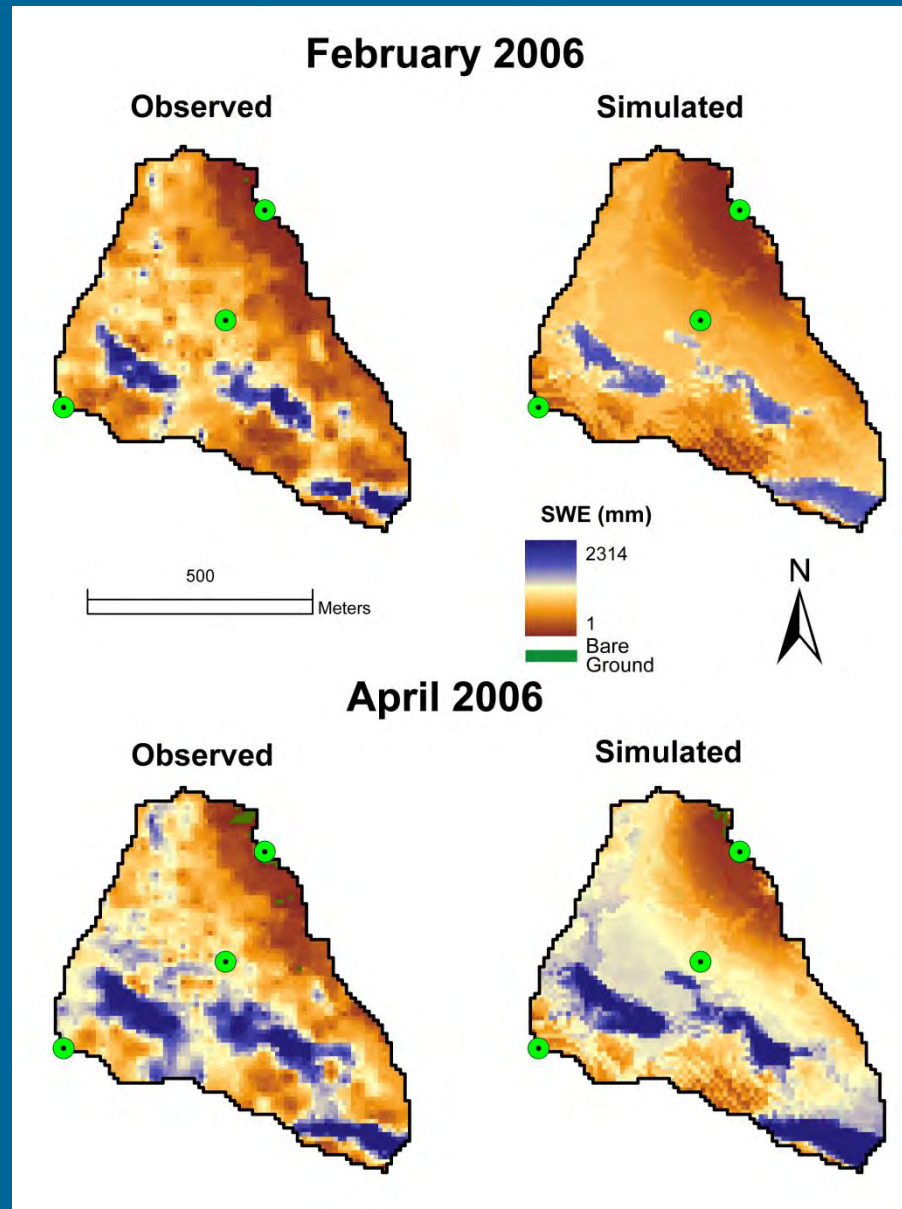 February 2006
Observed
Simulated
SWE (mm)
2314
1
Bare
Ground
500
Meters
N
April 2006
Observed
Simulated